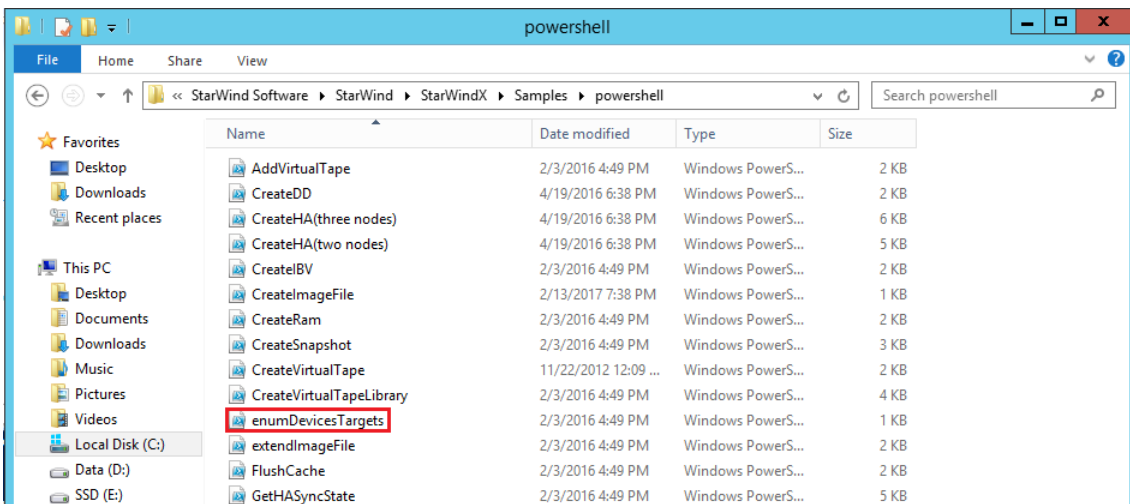 powershell
File Home Share View
« StarWind Software StarWind StarWindX Samples powershell Search powershell
Name Date modified Type Size
Favorites
Desktop
Downloads
Recent places
This PC
Desktop
Documents
Downloads
Music
Pictures
Videos
Local Disk (C:)
Data (D:)
SSD (E:)
AddVirtualTape 2/3/2016 4:49 PM Windows PowerS... 2 KB
CreateDD 4/19/2016 6:38 PM Windows PowerS... 2 KB
CreateHA(three nodes) 4/19/2016 6:38 PM Windows PowerS... 6 KB
CreateHA(two nodes) 4/19/2016 6:38 PM Windows PowerS... 5 KB
CreateIBV 2/3/2016 4:49 PM Windows PowerS... 2 KB
CreateImageFile 2/13/2017 7:38 PM Windows PowerS... 1 KB
CreateRam 2/3/2016 4:49 PM Windows PowerS... 2 KB
CreateSnapshot 2/3/2016 4:49 PM Windows PowerS... 3 KB
CreateVirtualTape 11/22/2012 12:09 ... Windows PowerS... 2 KB
CreateVirtualTapeLibrary 2/3/2016 4:49 PM Windows PowerS... 4 KB
enumDevicesTargets 2/3/2016 4:49 PM Windows PowerS... 1 KB
extendImageFile 2/3/2016 4:49 PM Windows PowerS... 2 KB
FlushCache 2/3/2016 4:49 PM Windows PowerS... 2 KB
GetHASyncState 2/3/2016 4:49 PM Windows PowerS... 5 KB